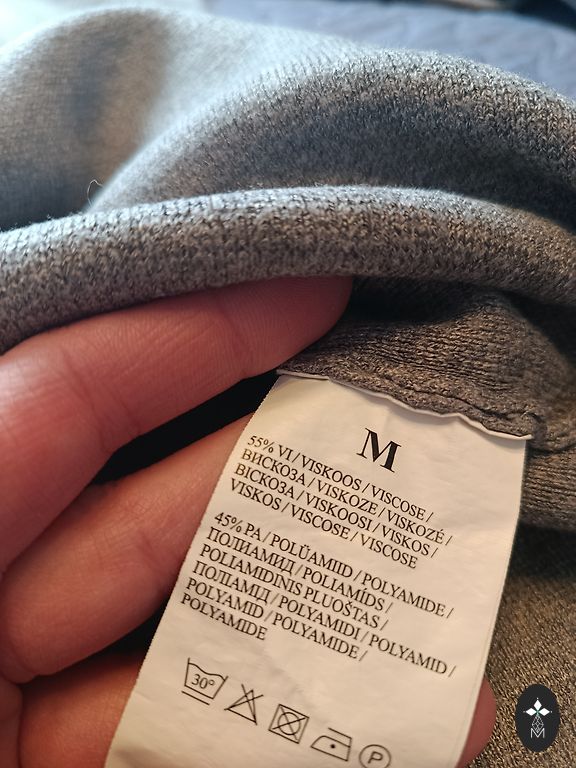 M
55% VI / VISKOOS / VISCOSE /
ВИСКОЗА / VISKOZE / VISKOZĖ /
ВІСКОЗА / VISKOOSI / VISKOS /
VISKOS / VISCOSE / VISCOSE
45% PA / POLÜAMIID / POLYAMIDE /
ПОЛИАМИД / POLIAMĪDS /
POLIAMIDINIS PLUOŠTAS /
ПОЛІАМІД / POLYAMIDI / POLYAMID /
POLYAMID / POLYAMIDE /
POLYAMIDE
30°
P
M